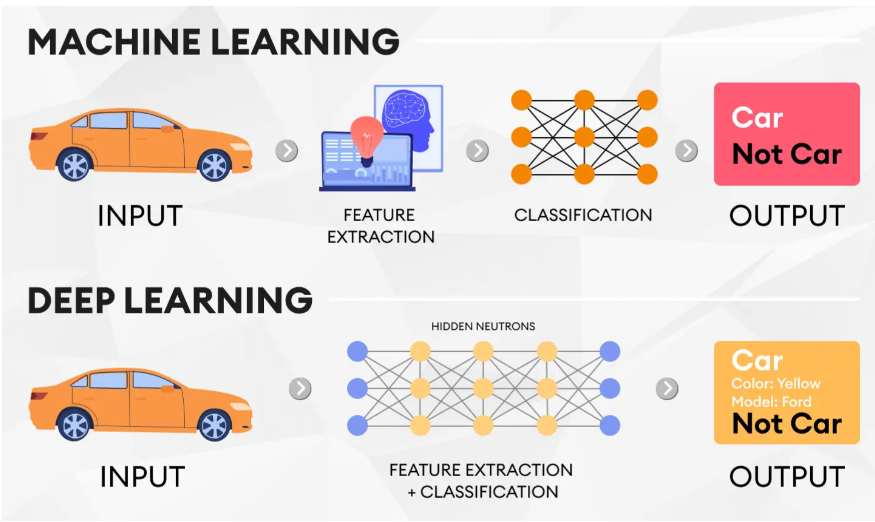 MACHINE LEARNING
INPUT
FEATURE
EXTRACTION
CLASSIFICATION
Car
Not Car
OUTPUT
DEEP LEARNING
HIDDEN NEUTRONS
INPUT
FEATURE EXTRACTION
+ CLASSIFICATION
Car
Color: Yellow
Model: Ford
Not Car
OUTPUT